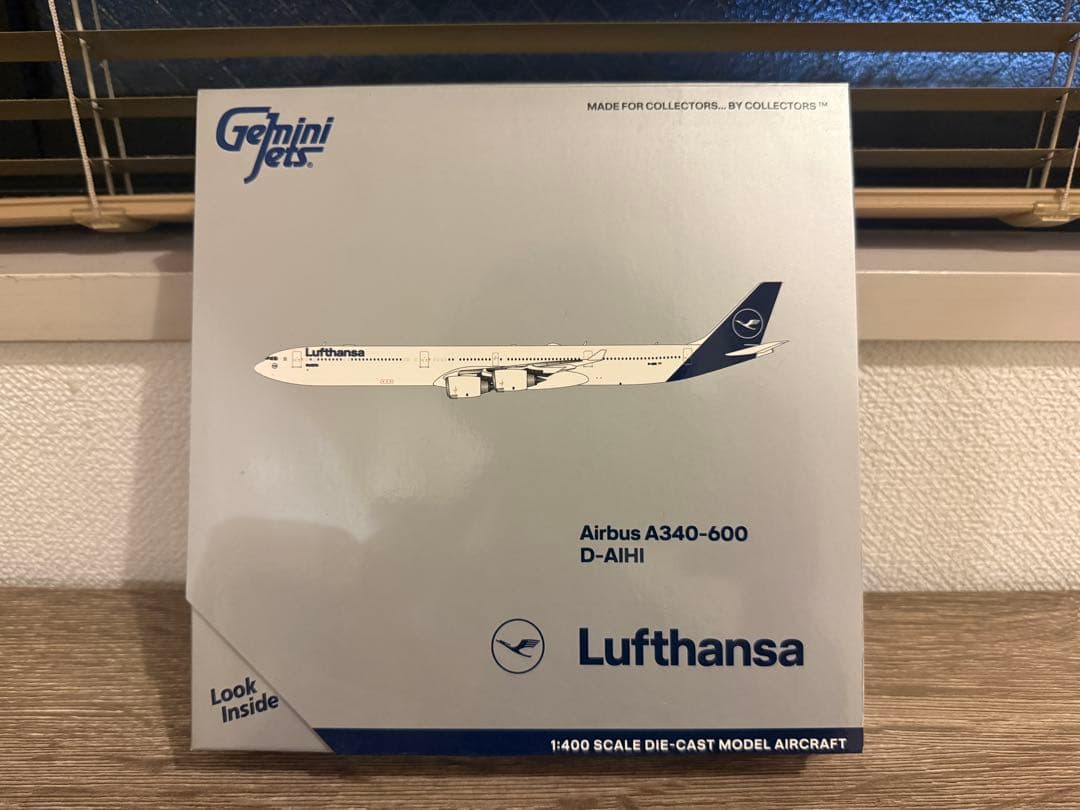 Gemini
Jets®
MADE FOR COLLECTORS... BY COLLECTORS™
Lufthansa
Airbus A340-600
D-AIHI
Lufthansa
Look
Inside
1:400 SCALE DIE-CAST MODEL AIRCRAFT